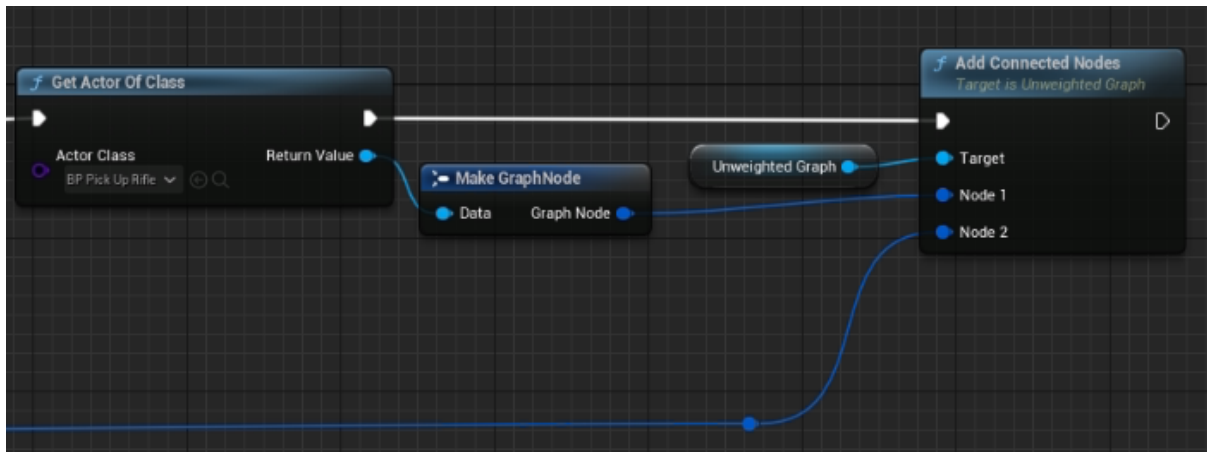 f Get Actor Of Class
Actor Class
BP Pick Up Rifle
Return Value
Make GraphNode
Data
Graph Node
Unweighted Graph
f Add Connected Nodes
Target is Unweighted Graph
Target
Node 1
Node 2